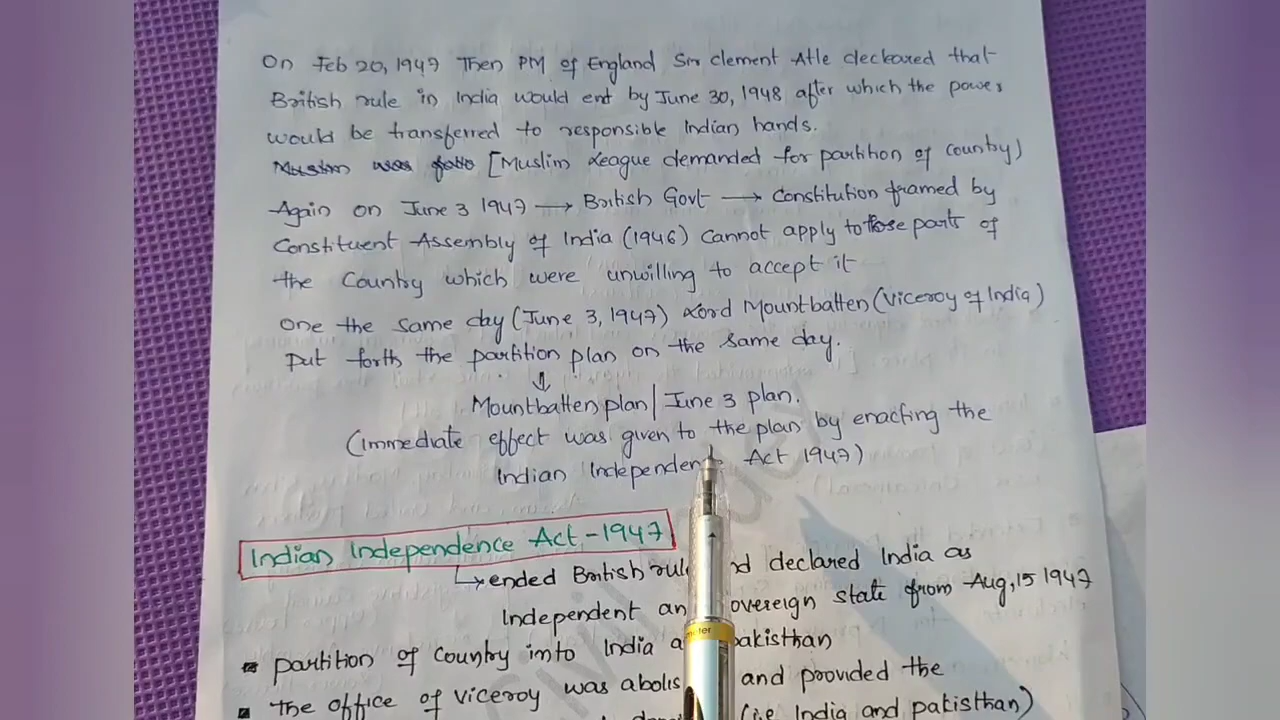 On Feb 20, 1947 Then PM of England Sir clement Atle declared that
British rule in India would ent by June 30, 1948 after which the power
would be transferred to responsible Indian hands.
[Muslim League demanded for partition of country)
Again on June 3 1947 → British Govt → Constitution framed by
Constituent Assembly of India (1946) Cannot apply to those parts of
the Country which were unwilling to accept it
One the same day (June 3, 1947) Lord Mountbatten (Viceroy of India)
put forth the partition plan on the same day.
↓
Mountbatten plan | June 3 plan.
(Immediate effect was given to the plan by enacting the
Indian Independen Act 1947)
Indian Independence Act - 1947
↳ ended British rul nd declared India as
Independent an overeign state from Aug, 15 1947
▪ partition of country into India a pakisthan
▪ the office of viceroy was abolis and provided the
(i.e India and pakisthan)
meter